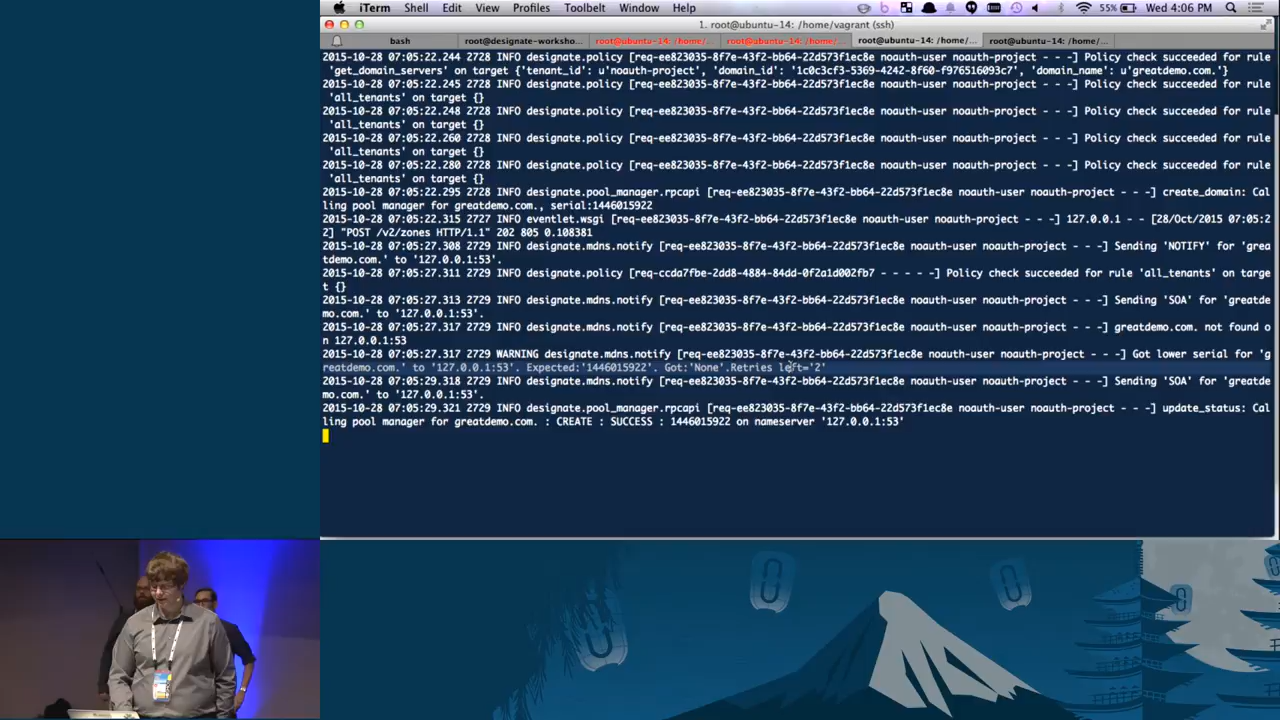 iTerm Shell Edit View Profiles Toolbelt Window Help 55% Wed 4:06 PM
1. root@ubuntu-14: /home/vagrant (ssh)
bash root@designate-worksho... root@ubuntu-14: /home/... root@ubuntu-14: /home/... root@ubuntu-14: /home/... root@ubuntu-14: /home/...
2015-10-28 07:05:22.244 2728 INFO designate.policy [req-ee823035-8f7e-43f2-bb64-22d573f1ec8e noauth-user noauth-project - - -] Policy check succeeded for rule
'get_domain_servers' on target {'tenant_id': u'noauth-project', 'domain_id': '1c0c3cf3-5369-4242-8f60-f976516093c7', 'domain_name': u'greatdemo.com.'}
2015-10-28 07:05:22.245 2728 INFO designate.policy [req-ee823035-8f7e-43f2-bb64-22d573f1ec8e noauth-user noauth-project - - -] Policy check succeeded for rule
'all_tenants' on target {}
2015-10-28 07:05:22.248 2728 INFO designate.policy [req-ee823035-8f7e-43f2-bb64-22d573f1ec8e noauth-user noauth-project - - -] Policy check succeeded for rule
'all_tenants' on target {}
2015-10-28 07:05:22.260 2728 INFO designate.policy [req-ee823035-8f7e-43f2-bb64-22d573f1ec8e noauth-user noauth-project - - -] Policy check succeeded for rule
'all_tenants' on target {}
2015-10-28 07:05:22.280 2728 INFO designate.policy [req-ee823035-8f7e-43f2-bb64-22d573f1ec8e noauth-user noauth-project - - -] Policy check succeeded for rule
'all_tenants' on target {}
2015-10-28 07:05:22.295 2728 INFO designate.pool_manager.rpcapi [req-ee823035-8f7e-43f2-bb64-22d573f1ec8e noauth-user noauth-project - - -] create_domain: Cal
ling pool manager for greatdemo.com., serial:1446015922
2015-10-28 07:05:22.315 2727 INFO eventlet.wsgi [req-ee823035-8f7e-43f2-bb64-22d573f1ec8e noauth-user noauth-project - - -] 127.0.0.1 - - [28/Oct/2015 07:05:2
2] "POST /v2/zones HTTP/1.1" 202 805 0.108381
2015-10-28 07:05:27.308 2729 INFO designate.mdns.notify [req-ee823035-8f7e-43f2-bb64-22d573f1ec8e noauth-user noauth-project - - -] Sending 'NOTIFY' for 'grea
tdemo.com.' to '127.0.0.1:53'.
2015-10-28 07:05:27.311 2729 INFO designate.policy [req-ccda7fbe-2dd8-4884-84dd-0f2a1d002fb7 - - - - -] Policy check succeeded for rule 'all_tenants' on targe
t {}
2015-10-28 07:05:27.313 2729 INFO designate.mdns.notify [req-ee823035-8f7e-43f2-bb64-22d573f1ec8e noauth-user noauth-project - - -] Sending 'SOA' for 'greatde
mo.com.' to '127.0.0.1:53'.
2015-10-28 07:05:27.317 2729 INFO designate.mdns.notify [req-ee823035-8f7e-43f2-bb64-22d573f1ec8e noauth-user noauth-project - - -] greatdemo.com. not found o
n 127.0.0.1:53
2015-10-28 07:05:27.317 2729 WARNING designate.mdns.notify [req-ee823035-8f7e-43f2-bb64-22d573f1ec8e noauth-user noauth-project - - -] Got lower serial for 'g
reatdemo.com.' to '127.0.0.1:53'. Expected:'1446015922'. Got:'None'.Retries left='2'
2015-10-28 07:05:29.318 2729 INFO designate.mdns.notify [req-ee823035-8f7e-43f2-bb64-22d573f1ec8e noauth-user noauth-project - - -] Sending 'SOA' for 'greatde
mo.com.' to '127.0.0.1:53'.
2015-10-28 07:05:29.321 2729 INFO designate.pool_manager.rpcapi [req-ee823035-8f7e-43f2-bb64-22d573f1ec8e noauth-user noauth-project - - -] update_status: Cal
ling pool manager for greatdemo.com. : CREATE : SUCCESS : 1446015922 on nameserver '127.0.0.1:53'